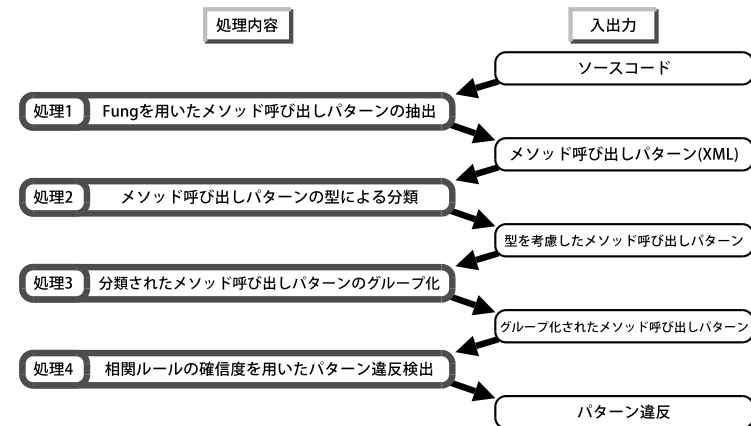 処理内容
入出力
ソースコード
処理1 Fungを用いたメソッド呼び出しパターンの抽出
メソッド呼び出しパターン(XML)
処理2 メソッド呼び出しパターンの型による分類
型を考慮したメソッド呼び出しパターン
処理3 分類されたメソッド呼び出しパターンのグループ化
グループ化されたメソッド呼び出しパターン
処理4 相関ルールの確信度を用いたパターン違反検出
パターン違反